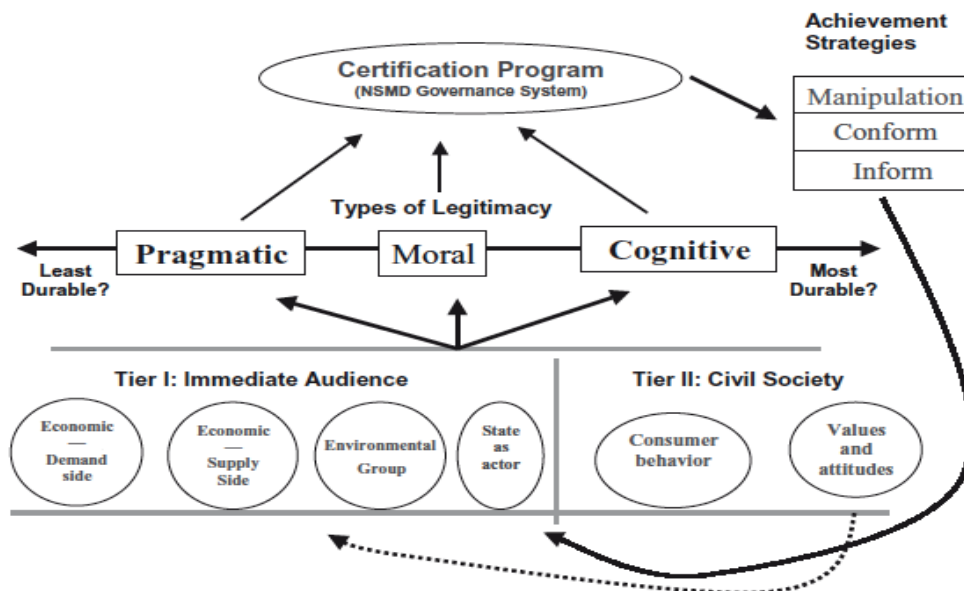 Achievement
Strategies
Certification Program
(NSMD Governance System)
Manipulation
Conform
Inform
Types of Legitimacy
Pragmatic
Moral
Cognitive
Least
Durable?
Most
Durable?
Tier I: Immediate Audience
Tier II: Civil Society
Economic
—
Demand
side
Economic
—
Supply
Side
Environmental
Group
State
as
actor
Consumer
behavior
Values
and
attitudes